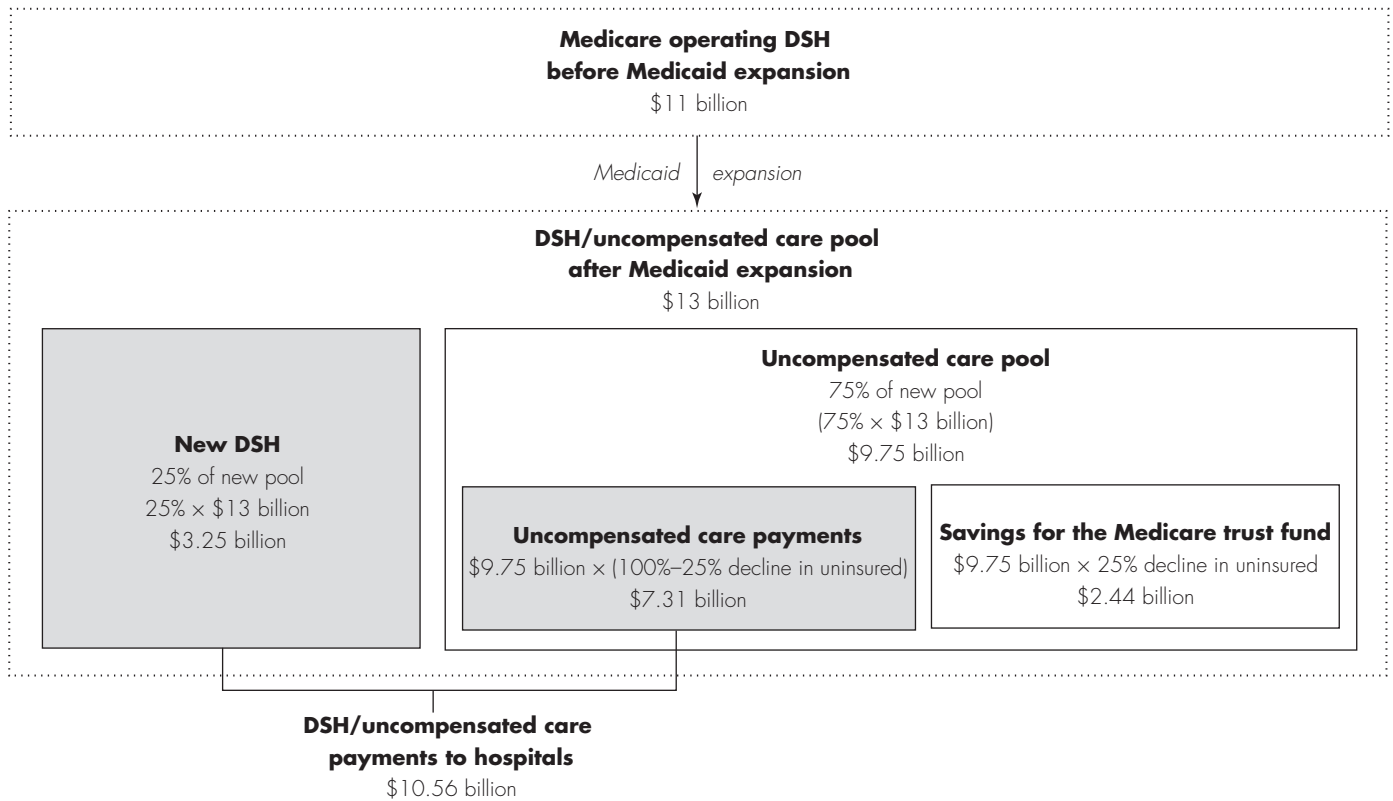 Medicare operating DSH
before Medicaid expansion
$11 billion
Medicaid expansion
DSH/uncompensated care pool
after Medicaid expansion
$13 billion
New DSH
25% of new pool
25% × $13 billion
$3.25 billion
Uncompensated care pool
75% of new pool
(75% × $13 billion)
$9.75 billion
Uncompensated care payments
$9.75 billion × (100%–25% decline in uninsured)
$7.31 billion
Savings for the Medicare trust fund
$9.75 billion × 25% decline in uninsured
$2.44 billion
DSH/uncompensated care
payments to hospitals
$10.56 billion